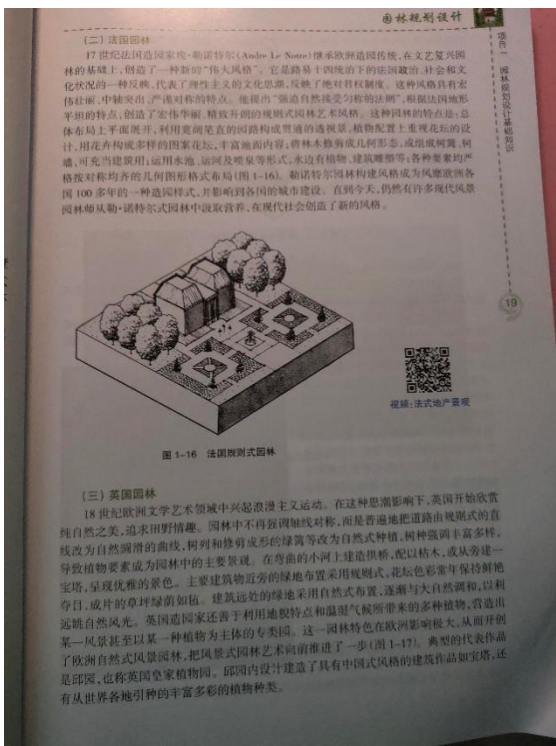 园林规划设计
项目一 园林规划设计基础知识
(二) 法国园林
17世纪法国造园家埃·勒诺特尔(Andre Le Notre)继承欧洲造园传统,在文艺复兴园
林的基础上,创造了一种新的“伟大风格”。它是路易十四统治下的法国政治、社会和文
化状况的一种反映,代表了理性主义的文化思潮,反映了绝对君权制度。这种风格具有宏
伟壮丽、中轴突出、严谨对称的特点。他提出“强迫自然接受匀称的法则”,根据法国地形
平坦的特点,创造了宏伟华丽、精致开朗的规则式园林艺术风格。这种园林的特点是:总
体布局上平面展开,利用宽阔笔直的园路构成贯通的透视景,植物配置上重视花坛的设
计,用花卉构成多样的图案花坛,丰富地面内容;将林木修剪成几何形态,或组成树篱、树
墙,可充当建筑用;运用水池、运河及喷泉等形式,水边有植物、建筑雕塑等;各种要素均严
格按对称均齐的几何图形格式布局(图1-16)。勒诺特尔园林构建风格成为风靡欧洲各
国100多年的一种造园样式,并影响到各国的城市建设。直到今天,仍然有许多现代风景
园林师从勒·诺特尔式园林中汲取营养,在现代社会创造了新的风格。
19
视频:法式地产景观
图1-16 法国规则式园林
(三) 英国园林
18世纪欧洲文学艺术领域中兴起浪漫主义运动。在这种思潮影响下,英国开始欣赏
纯自然之美,追求田野情趣。园林中不再强调轴线对称,而是普遍地把道路由规则式的直
线改为自然圆滑的曲线,树列和修剪成形的绿篱等改为自然式种植,树种强调丰富多样,
导致植物要素成为园林中的主要景观。在弯曲的小河上建造拱桥,配以枯木,或从旁建一
宝塔,呈现优雅的景色。主要建筑物近旁的绿地布置采用规则式,花坛色彩常年保持鲜艳
夺目,成片的草坪绿茵如毡。建筑远处的绿地采用自然式布置,逐渐与大自然调和,以利
远眺自然风光。英国造园家还善于利用地貌特点和温湿气候所带来的多种植物,营造出
某一风景甚至以某一种植物为主体的专类园。这一园林特色在欧洲影响极大,从而开创
了欧洲自然式风景园林,把风景式园林艺术向前推进了一步(图1-17)。典型的代表作品
是邱园,也称英国皇家植物园。邱园内设计建造了具有中国式风格的建筑作品如宝塔,还
有从世界各地引种的丰富多彩的植物种类。